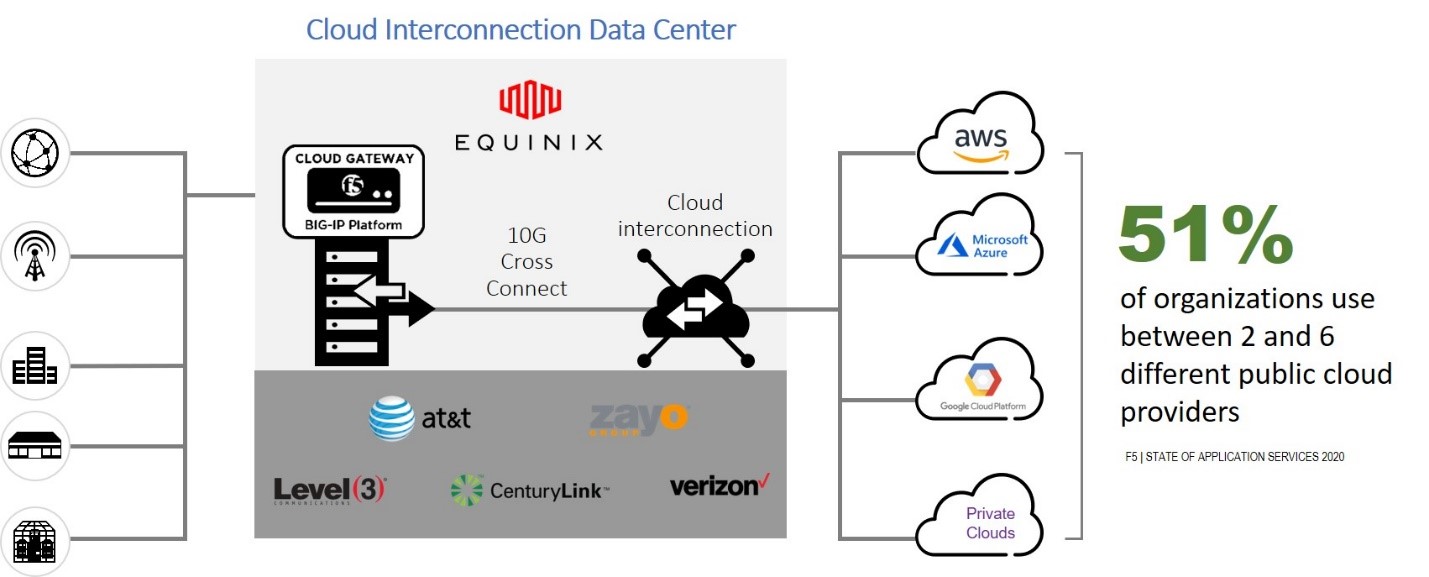 Cloud Interconnection Data Center
EQUINIX
CLOUD GATEWAY
f5
BIG-IP Platform
10G
Cross
Connect
Cloud
interconnection
at&t
zayo
GROUP
Level(3)
COMMUNICATIONS
CenturyLink™
verizon
aws
Microsoft
Azure
Google Cloud Platform
Private
Clouds
51%
of organizations use
between 2 and 6
different public cloud
providers
F5 | STATE OF APPLICATION SERVICES 2020